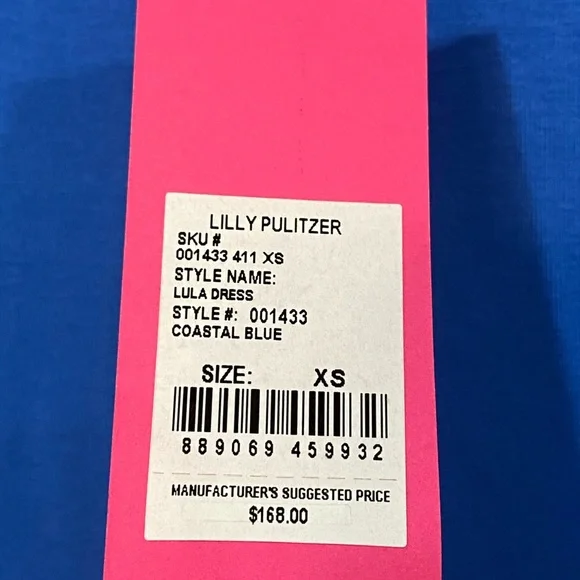 LILLY PULITZER
SKU #
001433 411 XS
STYLE NAME:
LULA DRESS
STYLE #: 001433
COASTAL BLUE
SIZE: XS
889069 459932
MANUFACTURER'S SUGGESTED PRICE
$168.00